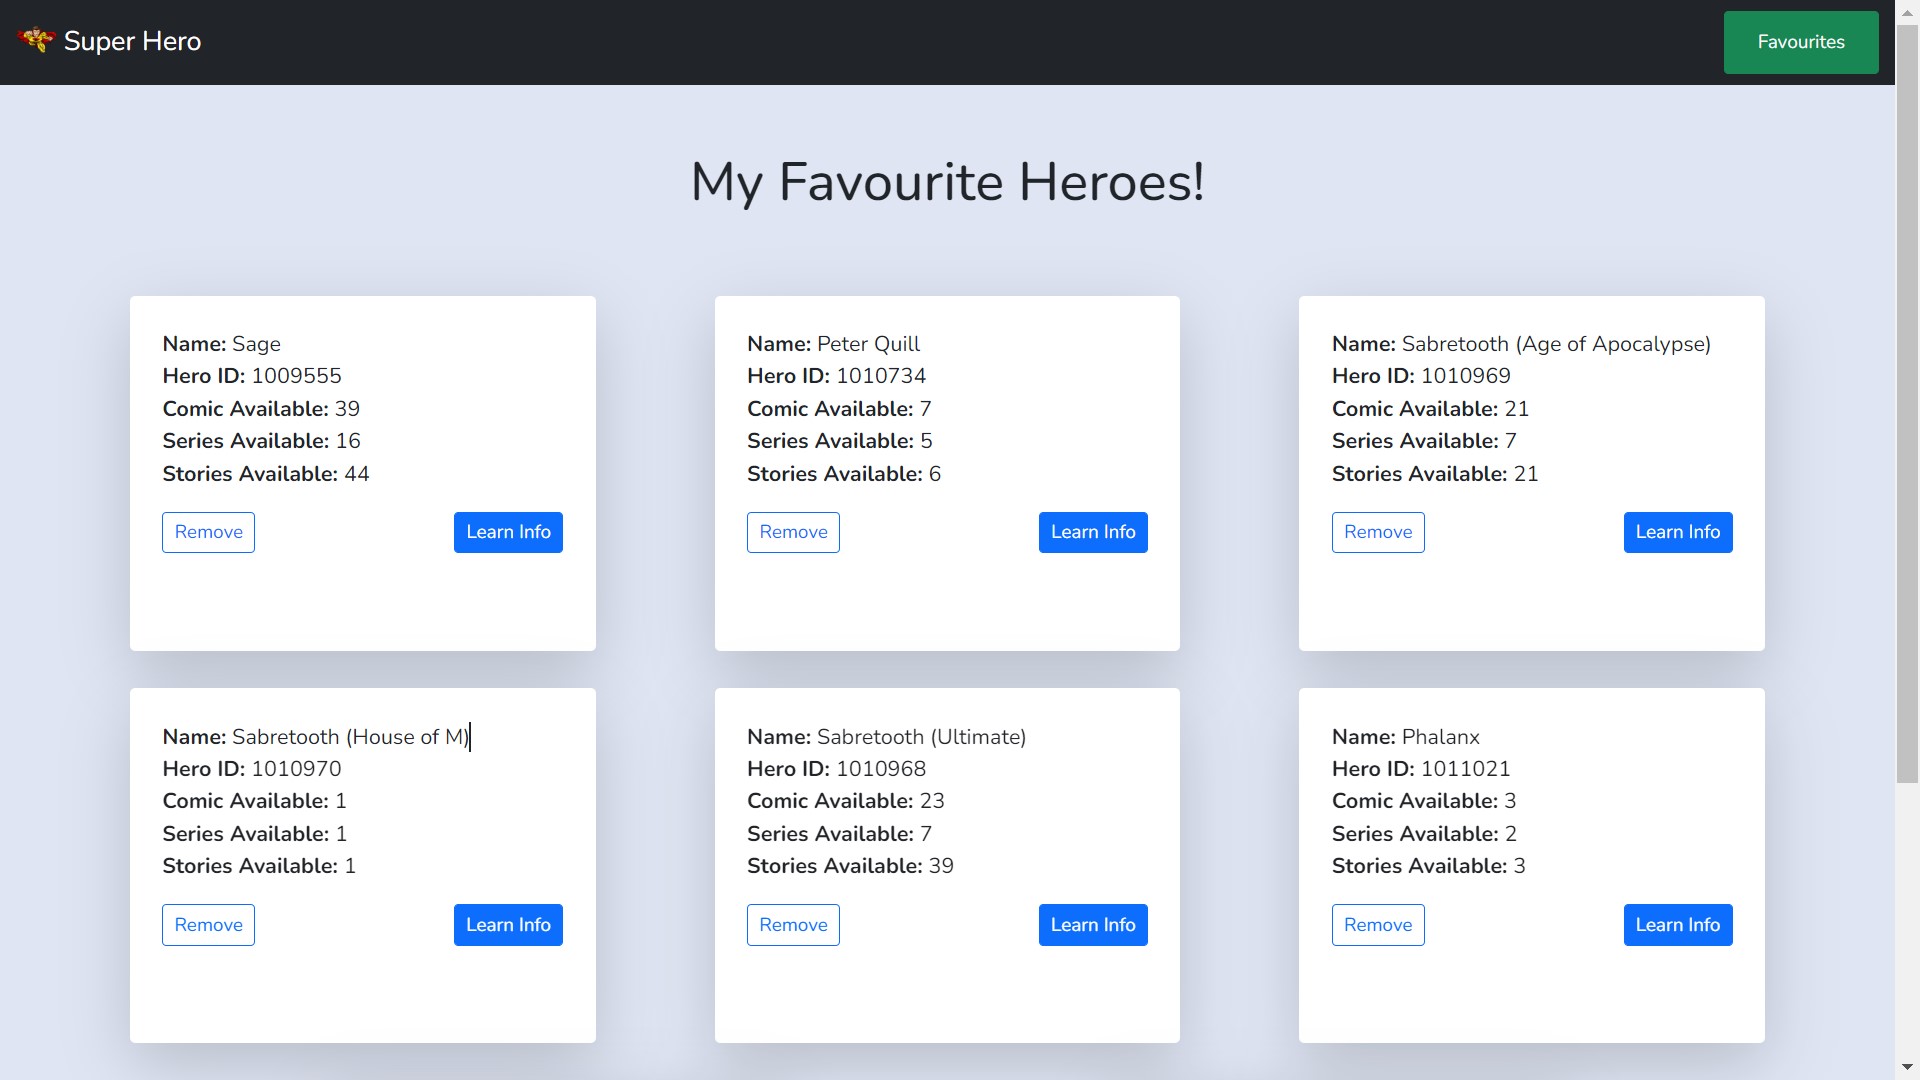 Super Hero
Favourites
My Favourite Heroes!
Name: Sage
Hero ID: 1009555
Comic Available: 39
Series Available: 16
Stories Available: 44
Remove
Learn Info
Name: Peter Quill
Hero ID: 1010734
Comic Available: 7
Series Available: 5
Stories Available: 6
Remove
Learn Info
Name: Sabretooth (Age of Apocalypse)
Hero ID: 1010969
Comic Available: 21
Series Available: 7
Stories Available: 21
Remove
Learn Info
Name: Sabretooth (House of M)
Hero ID: 1010970
Comic Available: 1
Series Available: 1
Stories Available: 1
Remove
Learn Info
Name: Sabretooth (Ultimate)
Hero ID: 1010968
Comic Available: 23
Series Available: 7
Stories Available: 39
Remove
Learn Info
Name: Phalanx
Hero ID: 1011021
Comic Available: 3
Series Available: 2
Stories Available: 3
Remove
Learn Info